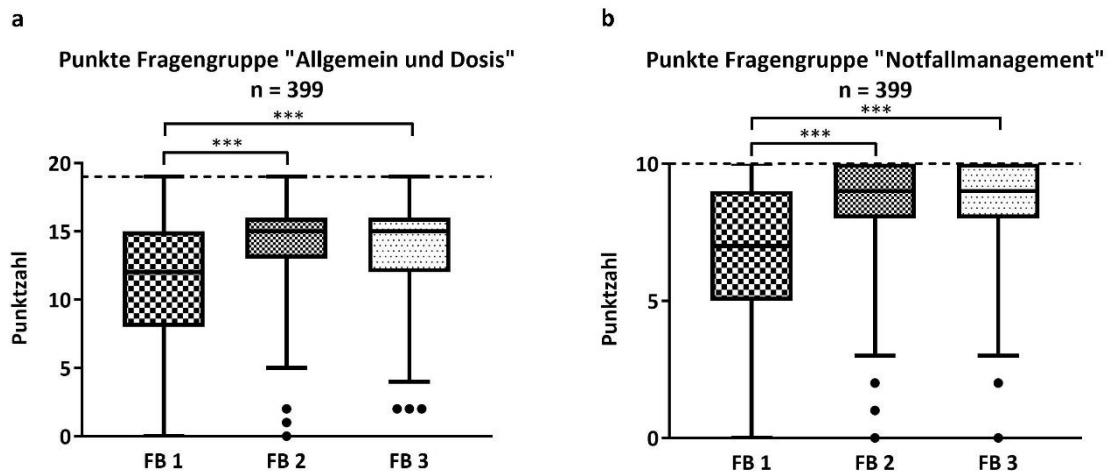 a
Punkte Fragengruppe "Allgemein und Dosis"
n = 399
***
***
20
15
10
5
0
Punktzahl
FB 1
FB 2
FB 3
b
Punkte Fragengruppe "Notfallmanagement"
n = 399
***
***
10
5
0
Punktzahl
FB 1
FB 2
FB 3